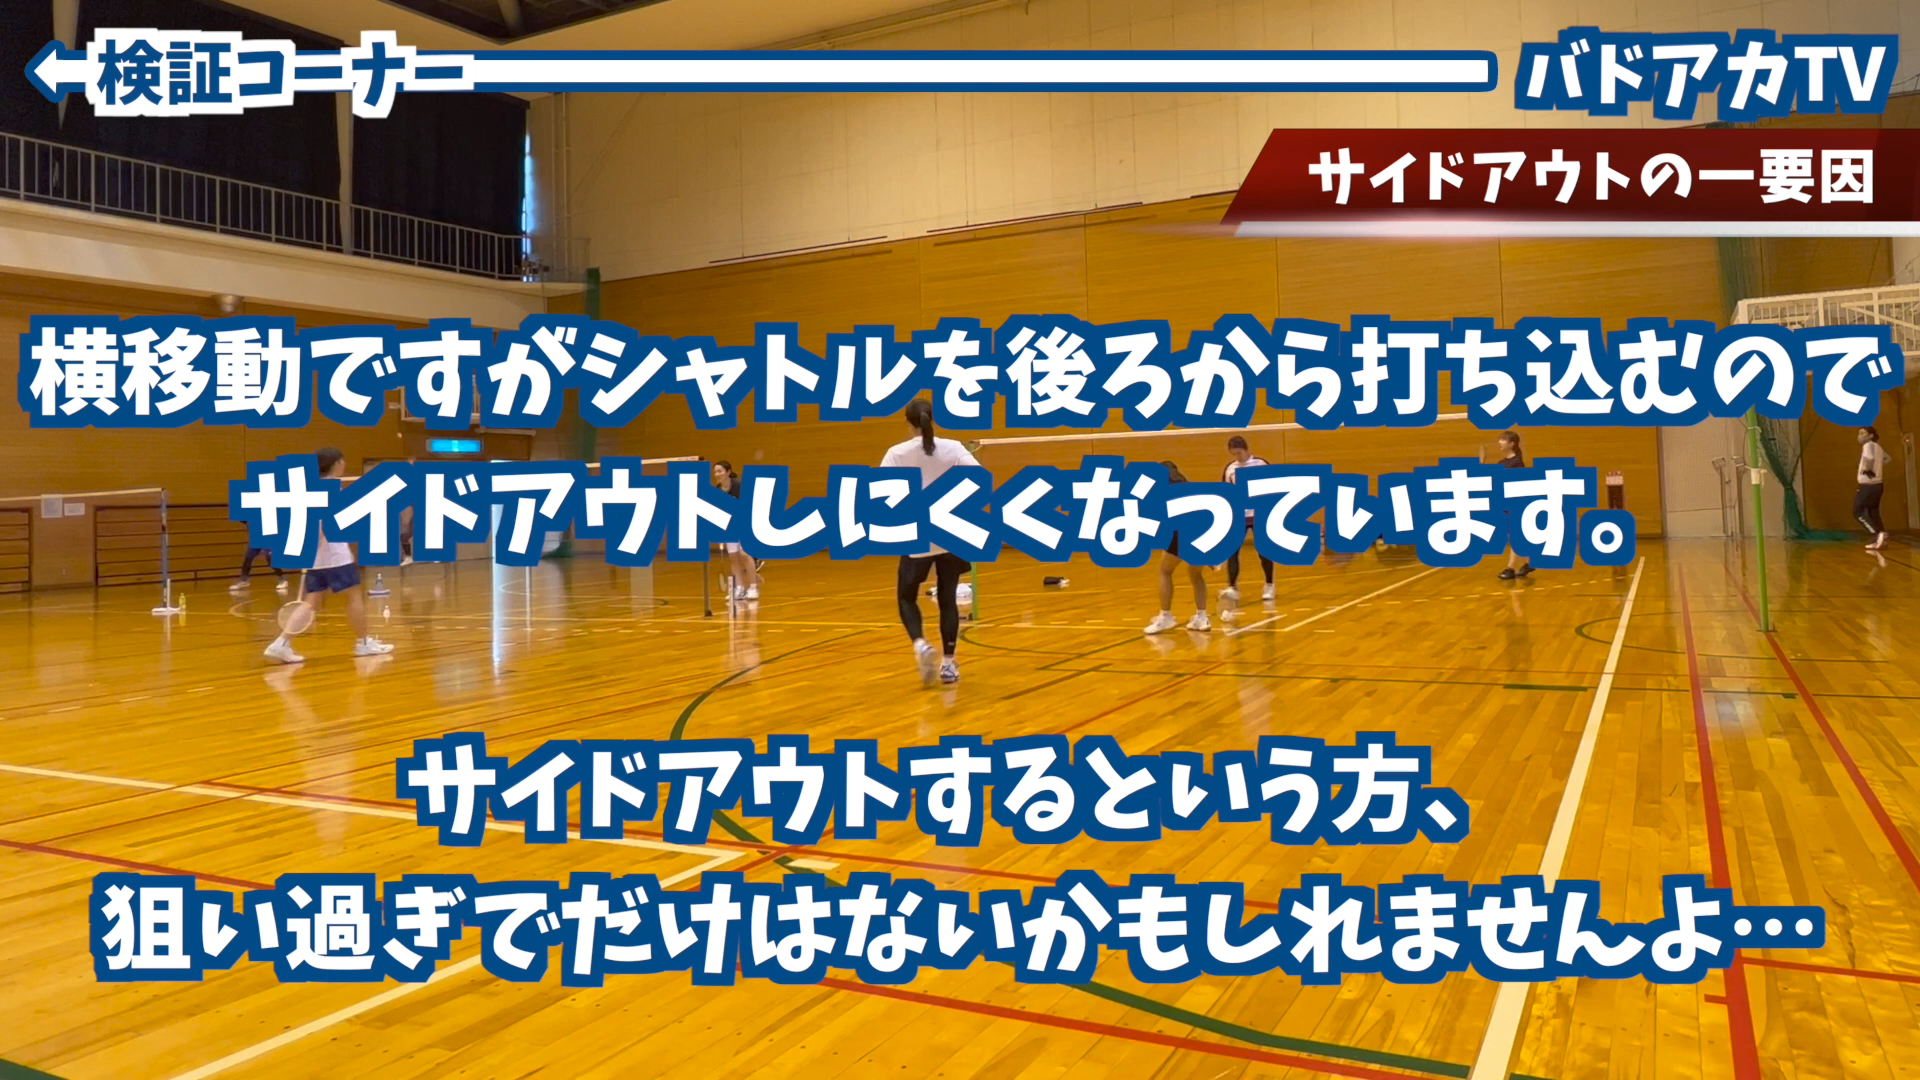 検証コーナー
バドアカTV
サイドアウトの一要因
横移動ですがシャトルを後ろから打ち込むので
サイドアウトしにくくなっています。
サイドアウトするという方、
狙い過ぎでだけはないかもしれませんよ…